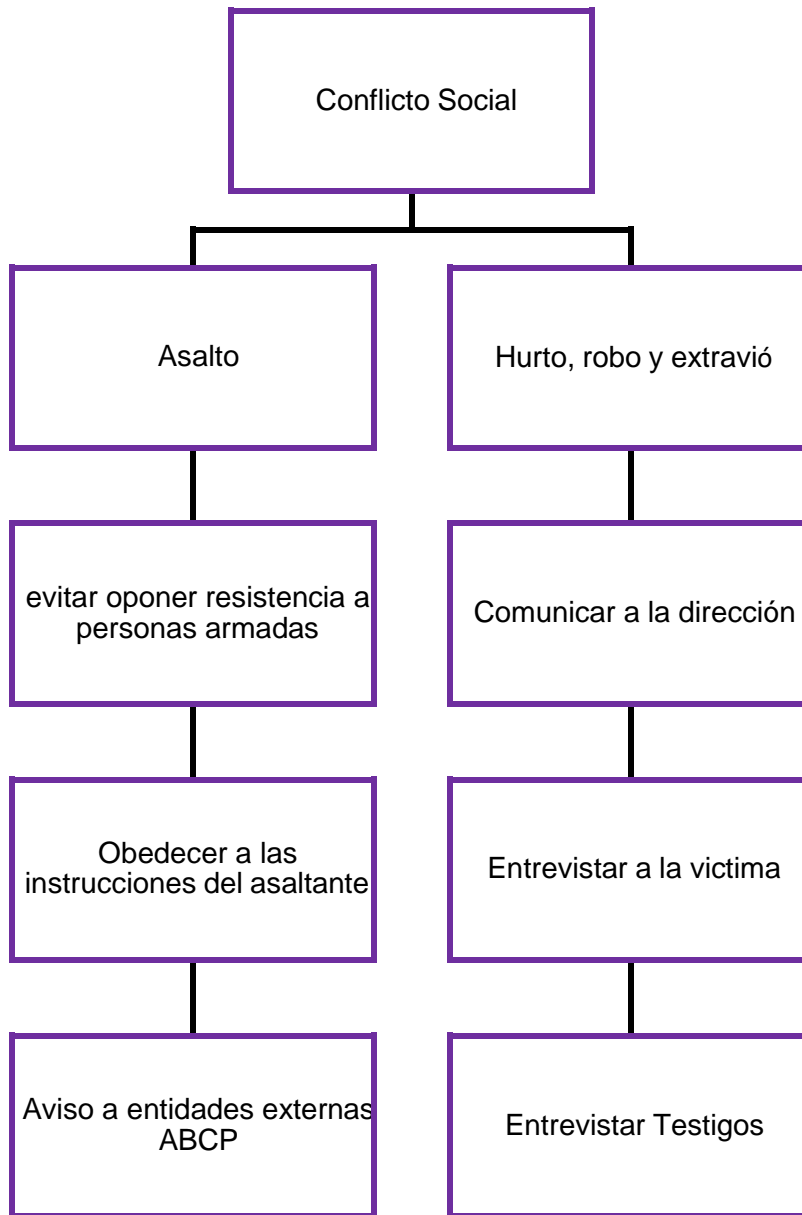 Conflicto Social
Asalto
Hurto, robo y extravió
evitar oponer resistencia a
personas armadas
Comunicar a la dirección
Obedecer a las
instrucciones del asaltante
Entrevistar a la victima
Aviso a entidades externas
ABCP
Entrevistar Testigos